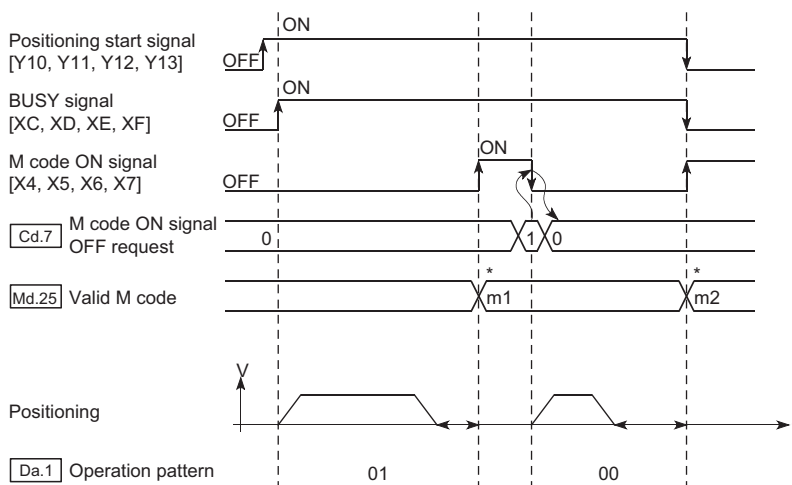 ON
Positioning start signal
[Y10, Y11, Y12, Y13]
OFF
BUSY signal
[XC, XD, XE, XF]
ON
OFF
M code ON signal
[X4, X5, X6, X7]
ON
OFF
Cd.7 M code ON signal
OFF request
0 1 0
Md.25 Valid M code
* *
m1 m2
V
Positioning
Da.1 Operation pattern 01 00